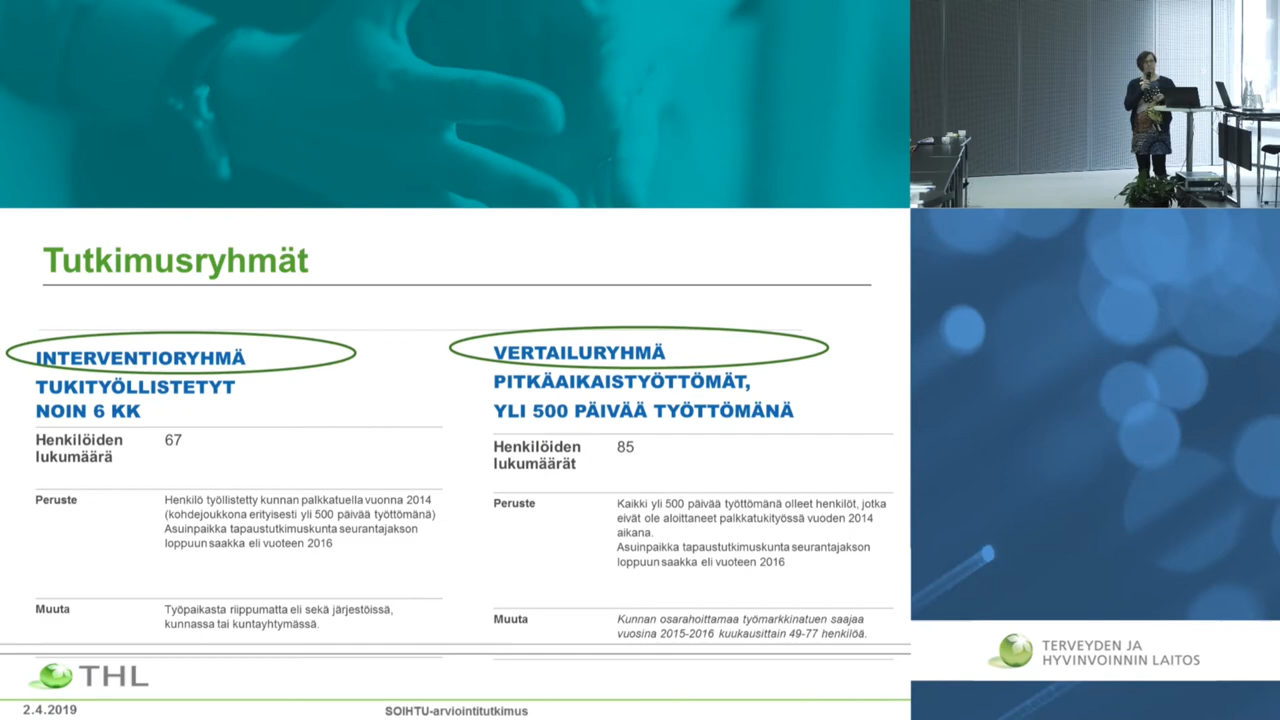 Tutkimusryhmät
INTERVENTIORYHMÄ
TUKITYÖLLISTETYT
NOIN 6 KK
Henkilöiden 67
lukumäärä
Peruste Henkilö työllistetty kunnan palkkatuella vuonna 2014
(kohdejoukkona erityisesti yli 500 päivää työttömänä)
Asuinpaikka tapaustutkimuskunta seurantajakson
loppuun saakka eli vuoteen 2016
Muuta Työpaikasta riippumatta eli sekä järjestöissä,
kunnassa tai kuntayhtymässä.
VERTAILURYHMÄ
PITKÄAIKAISTYÖTTÖMÄT,
YLI 500 PÄIVÄÄ TYÖTTÖMÄNÄ
Henkilöiden 85
lukumäärät
Peruste Kaikki yli 500 päivää työttömänä olleet henkilöt, jotka
eivät ole aloittaneet palkkatukityössä vuoden 2014
aikana.
Asuinpaikka tapaustutkimuskunta seurantajakson
loppuun saakka eli vuoteen 2016
Muuta Kunnan osarahoittamaa työmarkkinatuen saajaa
vuosina 2015-2016 kuukausittain 49-77 henkilöä.
THL
2.4.2019
SOIHTU-arviointitutkimus
TERVEYDEN JA
HYVINVOINNIN LAITOS